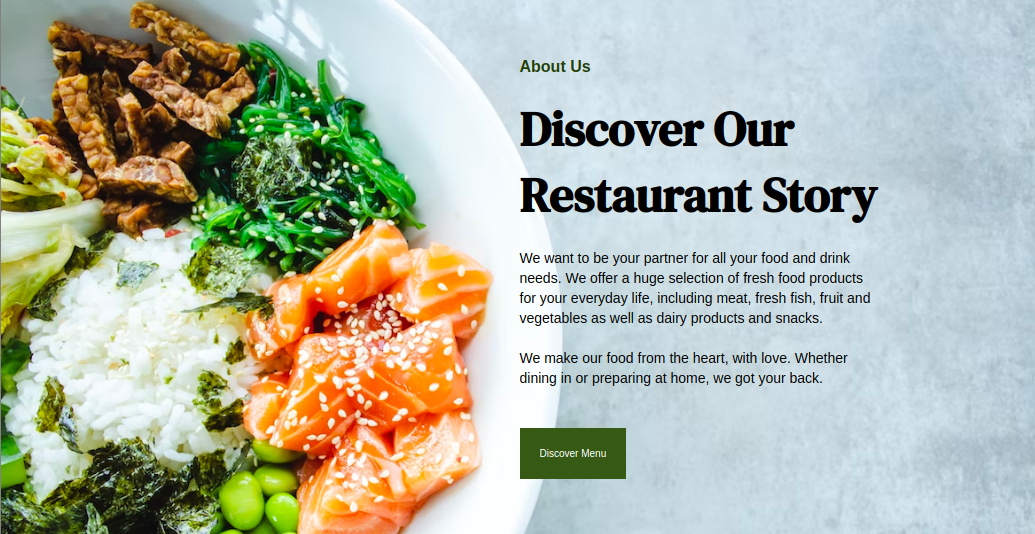 About Us
Discover Our
Restaurant Story
We want to be your partner for all your food and drink
needs. We offer a huge selection of fresh food products
for your everyday life, including meat, fresh fish, fruit and
vegetables as well as dairy products and snacks.
We make our food from the heart, with love. Whether
dining in or preparing at home, we got your back.
Discover Menu